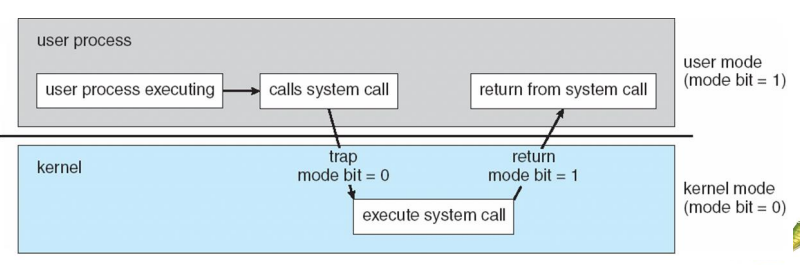 user process
user process executing
calls system call
return from system call
user mode
(mode bit = 1)
trap
mode bit = 0
return
mode bit = 1
kernel
execute system call
kernel mode
(mode bit = 0)